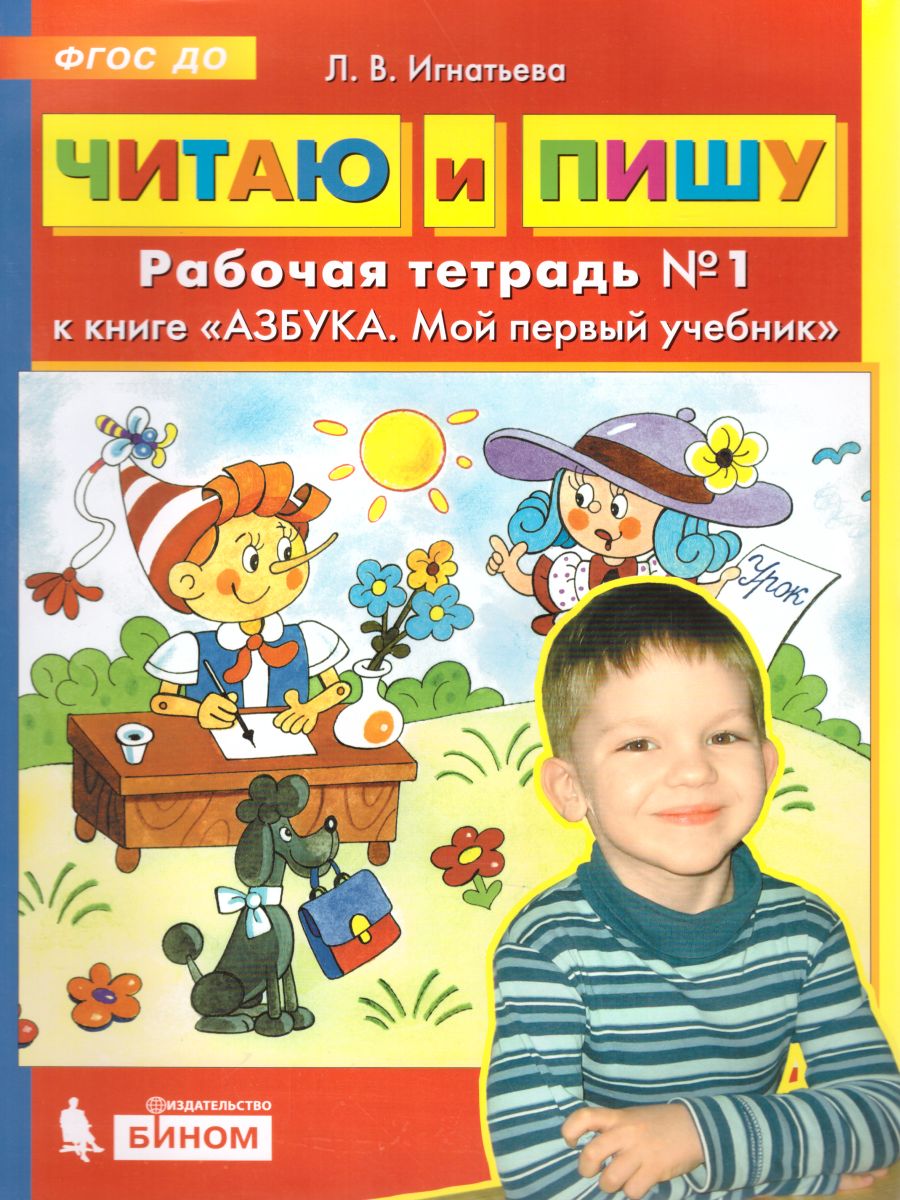 ФГОС ДО
Л. В. Игнатьева
ЧИТАЮ и ПИШУ
Рабочая тетрадь №1
к книге «АЗБУКА. Мой первый учебник»
Урок
ИЗДАТЕЛЬСТВО
БИНОМ